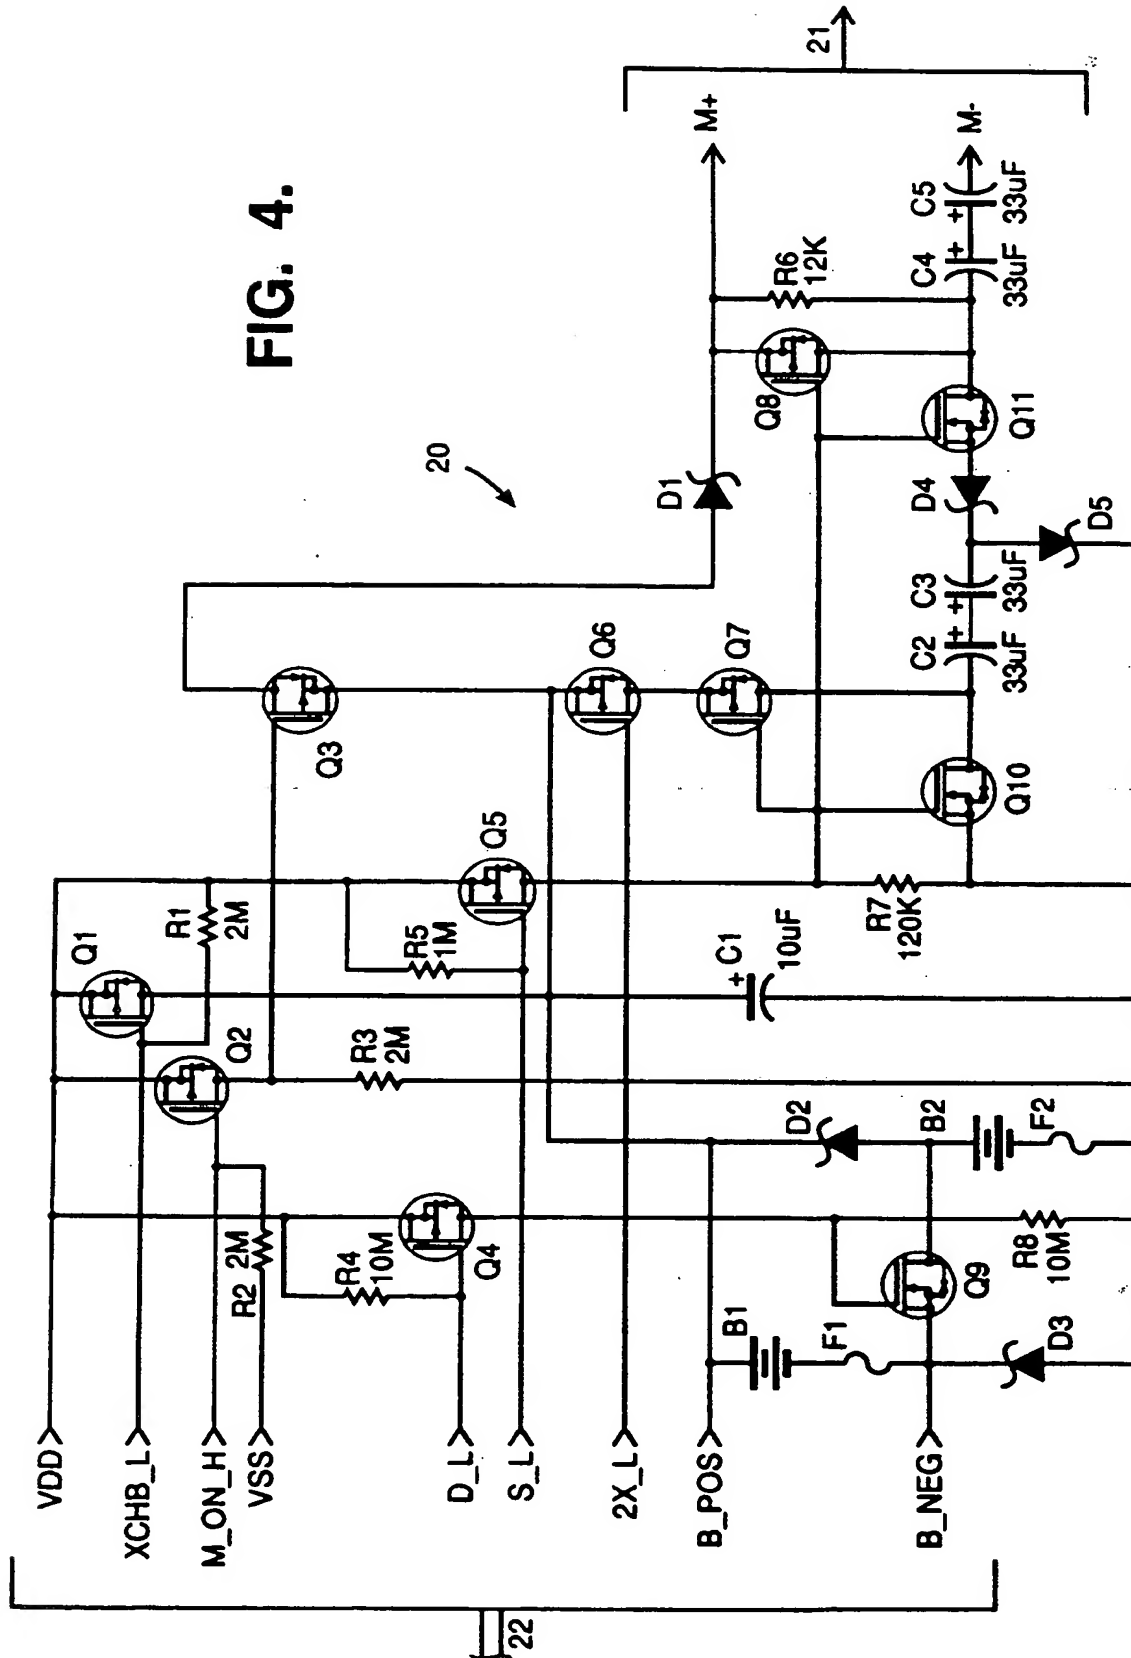 FIG. 4.
20
21
22
VDD
XCHB_L
M_ON_H
VSS
D_L
S_L
2X_L
B_POS
B_NEG
Q1
R1
2M
Q2
R2
2M
R3
2M
Q3
R4
10M
Q4
R5
1M
Q5
Q6
Q7
C1
+
10uF
R7
120K
Q10
C2
+
33uF
C3
+
33uF
D1
Q8
R6
12K
M+
D4
Q11
C4
+
33uF
C5
+
33uF
M-
D5
B1
F1
D2
B2
F2
Q9
R8
10M
D3